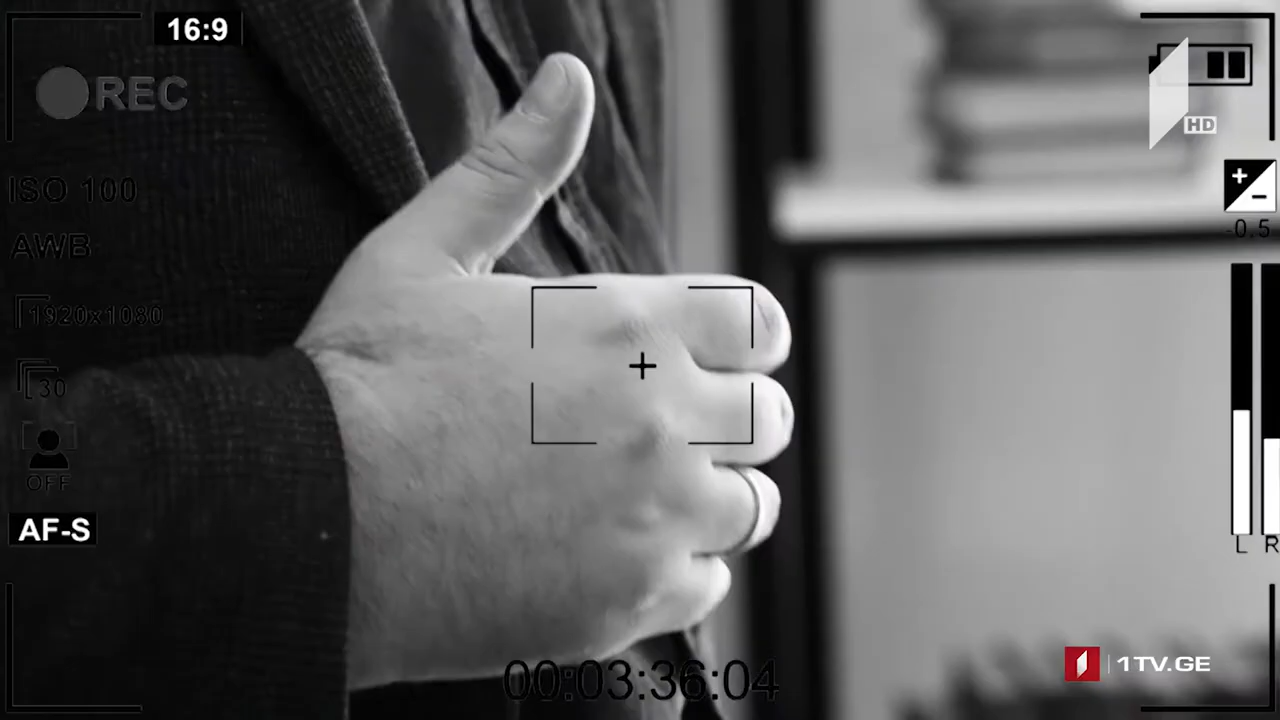 16:9
REC
HD
ISO 100
AWB
-0.5
1920x1080
30
OFF
AF-S
L R
1TV.GE
00:03:36:04